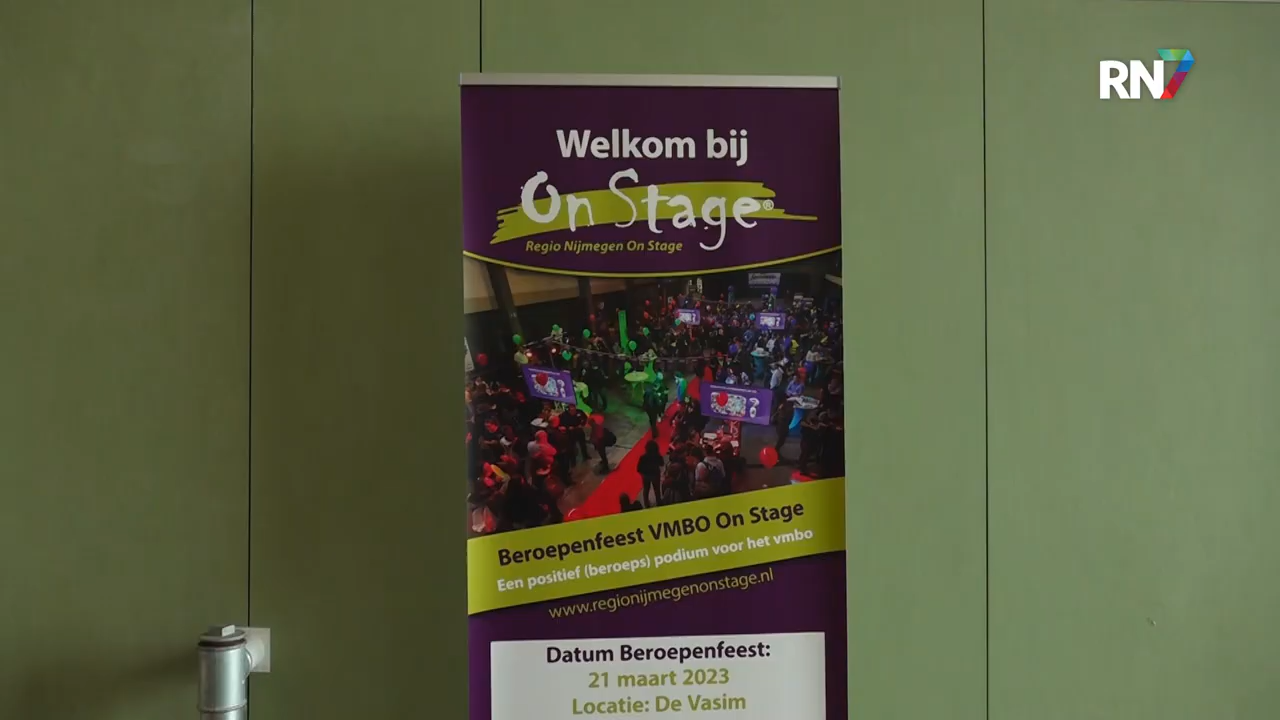 RN7
Welkom bij
On Stage®
Regio Nijmegen On Stage
Beroepenfeest VMBO On Stage
Een positief (beroeps) podium voor het vmbo
www.regionijmegenonstage.nl
Datum Beroepenfeest:
21 maart 2023
Locatie: De Vasim